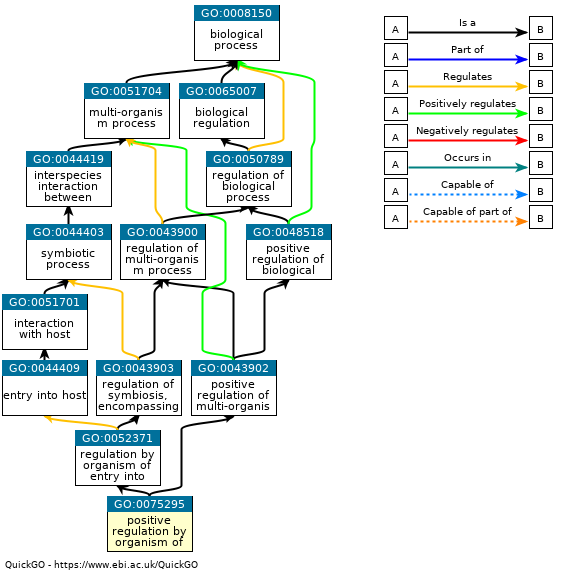 GO:0008150
biological
process
A
Is a
B
A
Part of
B
A
Regulates
B
A
Positively regulates
B
A
Negatively regulates
B
A
Occurs in
B
A
Capable of
B
A
Capable of part of
B
GO:0051704
multi-organis
m process
GO:0065007
biological
regulation
GO:0044419
interspecies
interaction
between
GO:0050789
regulation of
biological
process
GO:0044403
symbiotic
process
GO:0043900
regulation of
multi-organis
m process
GO:0048518
positive
regulation of
biological
GO:0051701
interaction
with host
GO:0044409
entry into host
GO:0043903
regulation of
symbiosis,
encompassing
GO:0043902
positive
regulation of
multi-organis
GO:0052371
regulation by
organism of
entry into
GO:0075295
positive
regulation by
organism of
QuickGO - https://www.ebi.ac.uk/QuickGO